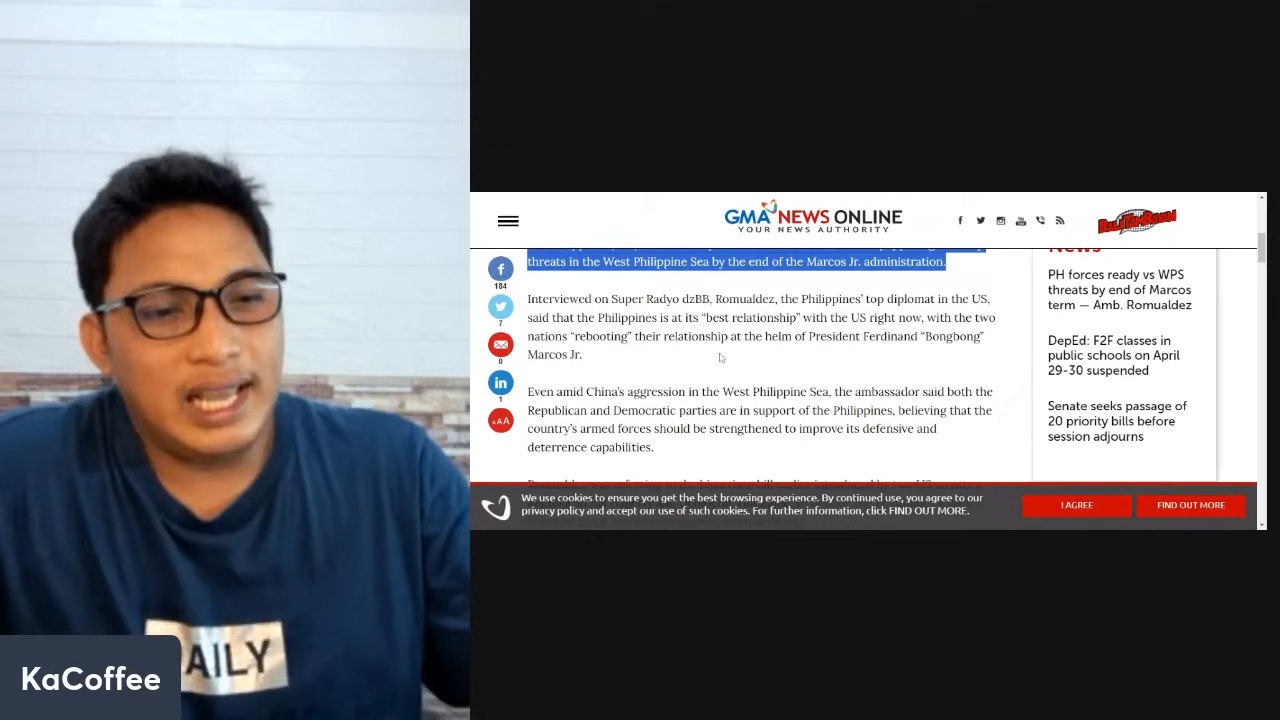 AILY
KaCoffee
GMA NEWS ONLINE
YOUR NEWS AUTHORITY
threats in the West Philippine Sea by the end of the Marcos Jr. administration.
Interviewed on Super Radyo dzBB, Romualdez, the Philippines’ top diplomat in the US,
said that the Philippines is at its “best relationship” with the US right now, with the two
nations “rebooting” their relationship at the helm of President Ferdinand “Bongbong”
Marcos Jr.
Even amid China’s aggression in the West Philippine Sea, the ambassador said both the
Republican and Democratic parties are in support of the Philippines, believing that the
country’s armed forces should be strengthened to improve its defensive and
deterrence capabilities.
184
7
0
1
AAA
News
PH forces ready vs WPS
threats by end of Marcos
term — Amb. Romualdez
DepEd: F2F classes in
public schools on April
29-30 suspended
Senate seeks passage of
20 priority bills before
session adjourns
We use cookies to ensure you get the best browsing experience. By continued use, you agree to our
privacy policy and accept our use of such cookies. For further information, click FIND OUT MORE.
I AGREE
FIND OUT MORE